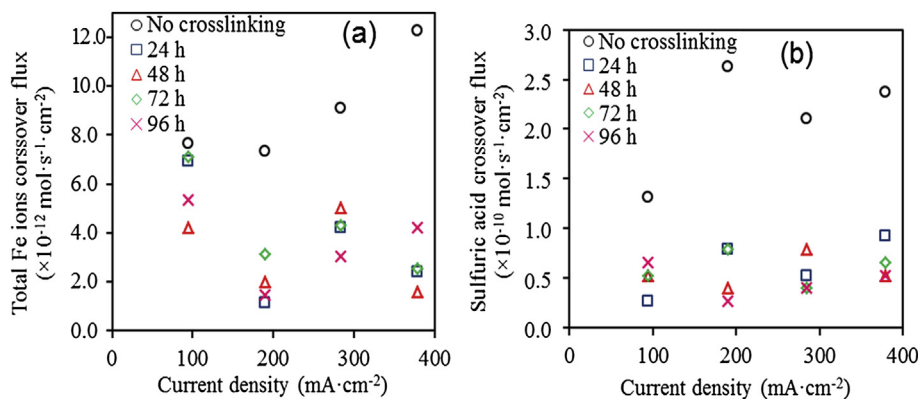 Total Fe ions corssover flux
(×10⁻¹² mol·s⁻¹·cm⁻²)
12.0
10.0
8.0
6.0
4.0
2.0
0.0
(a)
No crosslinking
24 h
48 h
72 h
96 h
0
100
200
300
400
Current density (mA·cm⁻²)
Sulfuric acid crossover flux
(×10⁻¹⁰ mol·s⁻¹·cm⁻²)
3.0
2.5
2.0
1.5
1.0
0.5
0.0
(b)
No crosslinking
24 h
48 h
72 h
96 h
0
100
200
300
400
Current density (mA·cm⁻²)